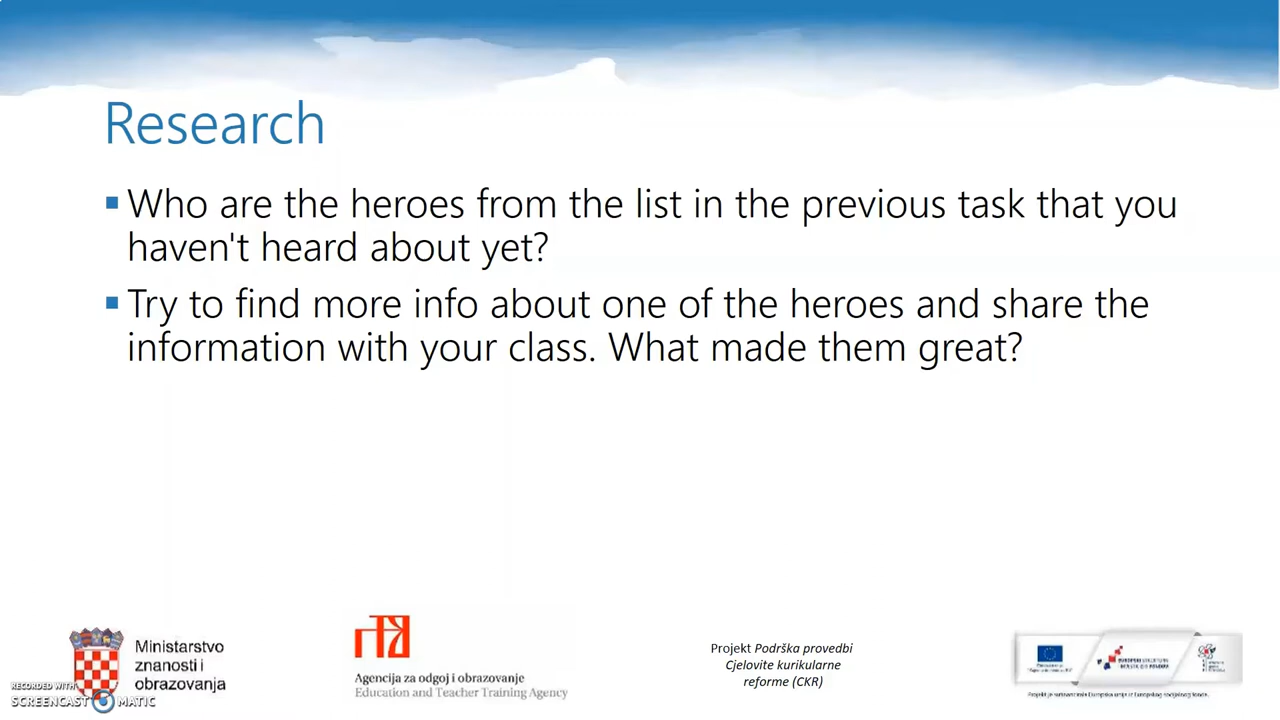 Research
Who are the heroes from the list in the previous task that you
haven't heard about yet?
Try to find more info about one of the heroes and share the
information with your class. What made them great?
Ministarstvo
znanosti i
obrazovanja
Agencija za odgoj i obrazovanje
Education and Teacher Training Agency
Projekt Podrška provedbi
Cjelovite kurikularne
reforme (CKR)
RECORDED WITH
SCREENCAST MATIC